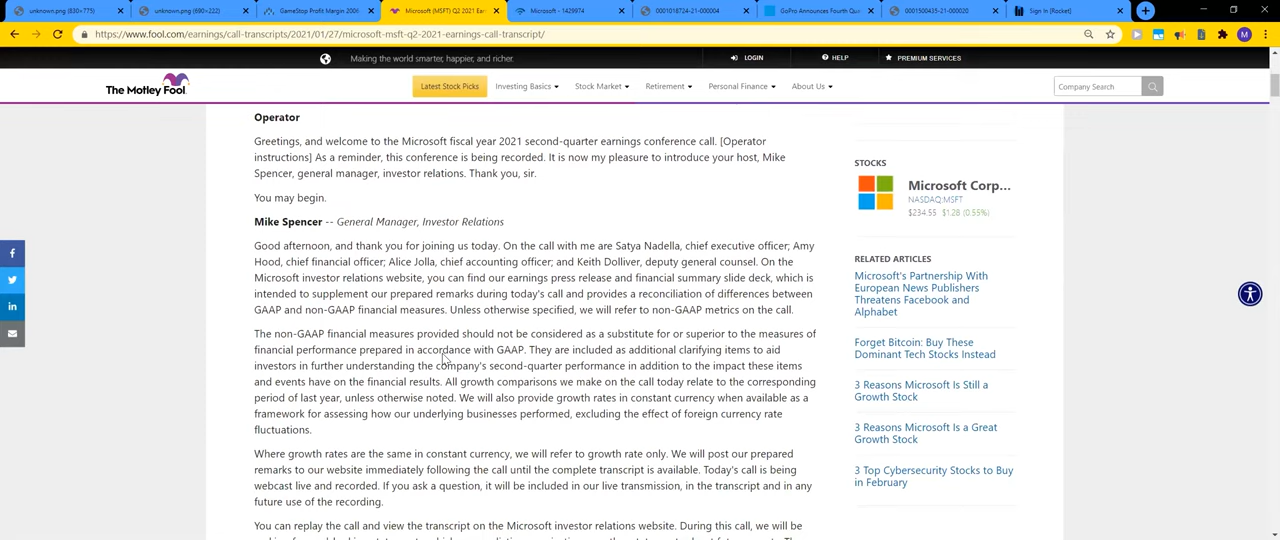 unknown.png (830×775)
unknown.png (690×222)
GameStop Profit Margin 2006
Microsoft (MSFT) Q2 2021 Ear
Microsoft - 1429974
0001018724-21-000004
GoPro Announces Fourth Qua
0001500435-21-000020
Sign In [Rocket]
https://www.fool.com/earnings/call-transcripts/2021/01/27/microsoft-msft-q2-2021-earnings-call-transcript/
M
Making the world smarter, happier, and richer.
LOGIN
HELP
PREMIUM SERVICES
The Motley Fool
Latest Stock Picks
Investing Basics
Stock Market
Retirement
Personal Finance
About Us
Company Search
Operator
Greetings, and welcome to the Microsoft fiscal year 2021 second-quarter earnings conference call. [Operator
instructions] As a reminder, this conference is being recorded. It is now my pleasure to introduce your host, Mike
Spencer, general manager, investor relations. Thank you, sir.
You may begin.
Mike Spencer -- General Manager, Investor Relations
Good afternoon, and thank you for joining us today. On the call with me are Satya Nadella, chief executive officer; Amy
Hood, chief financial officer; Alice Jolla, chief accounting officer; and Keith Dolliver, deputy general counsel. On the
Microsoft investor relations website, you can find our earnings press release and financial summary slide deck, which is
intended to supplement our prepared remarks during today's call and provides a reconciliation of differences between
GAAP and non-GAAP financial measures. Unless otherwise specified, we will refer to non-GAAP metrics on the call.
The non-GAAP financial measures provided should not be considered as a substitute for or superior to the measures of
financial performance prepared in accordance with GAAP. They are included as additional clarifying items to aid
investors in further understanding the company's second-quarter performance in addition to the impact these items
and events have on the financial results. All growth comparisons we make on the call today relate to the corresponding
period of last year, unless otherwise noted. We will also provide growth rates in constant currency when available as a
framework for assessing how our underlying businesses performed, excluding the effect of foreign currency rate
fluctuations.
Where growth rates are the same in constant currency, we will refer to growth rate only. We will post our prepared
remarks to our website immediately following the call until the complete transcript is available. Today's call is being
webcast live and recorded. If you ask a question, it will be included in our live transmission, in the transcript and in any
future use of the recording.
You can replay the call and view the transcript on the Microsoft investor relations website. During this call, we will be
STOCKS
Microsoft Corp...
NASDAQ:MSFT
$234.55 $1.28 (0.55%)
RELATED ARTICLES
Microsoft's Partnership With
European News Publishers
Threatens Facebook and
Alphabet
Forget Bitcoin: Buy These
Dominant Tech Stocks Instead
3 Reasons Microsoft Is Still a
Growth Stock
3 Reasons Microsoft Is a Great
Growth Stock
3 Top Cybersecurity Stocks to Buy
in February